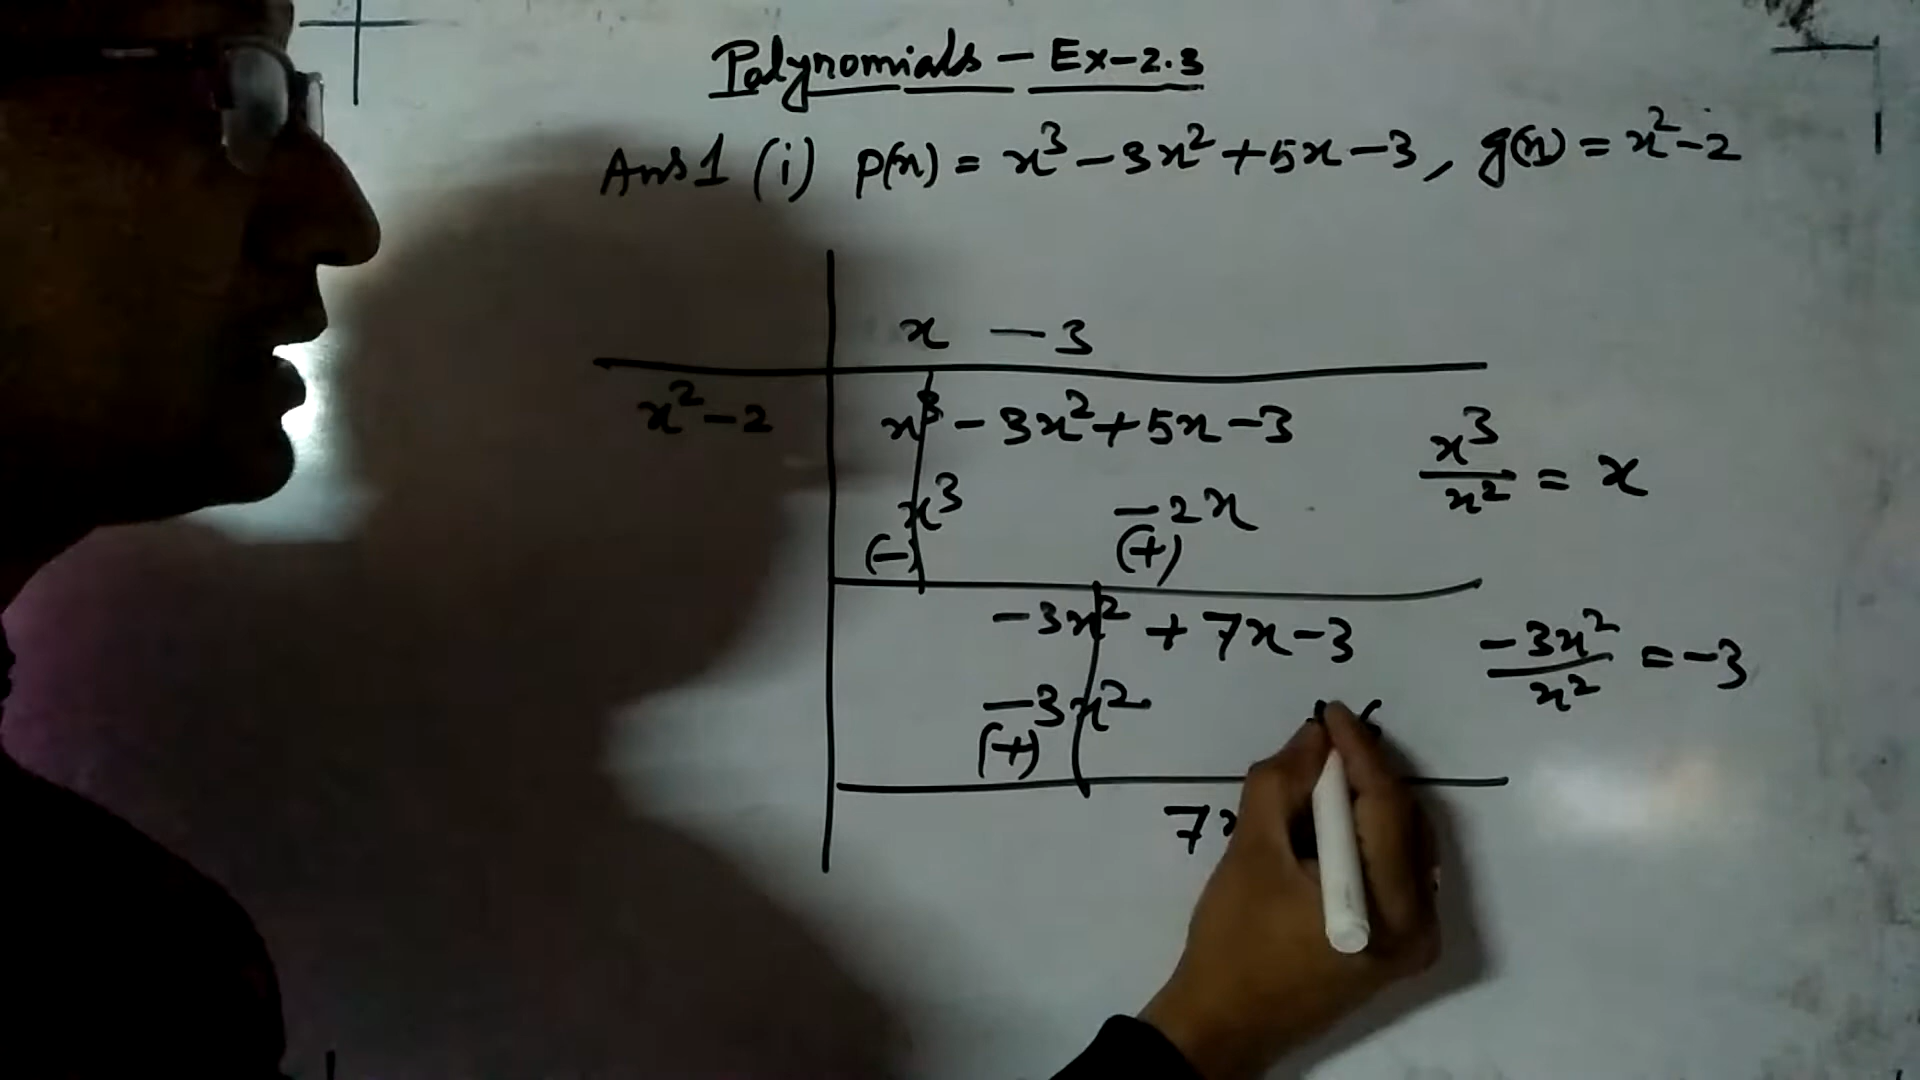 Polynomials - Ex-2.3
Ans 1 (i) p(x) = x³ - 3x² + 5x - 3, g(x) = x² - 2
x - 3
x² - 2
x³ - 3x² + 5x - 3
x³ - 2x
(-) (+)
x³/x² = x
-3x² + 7x - 3
-3x²
(+)
-3x²/x² = -3
7x